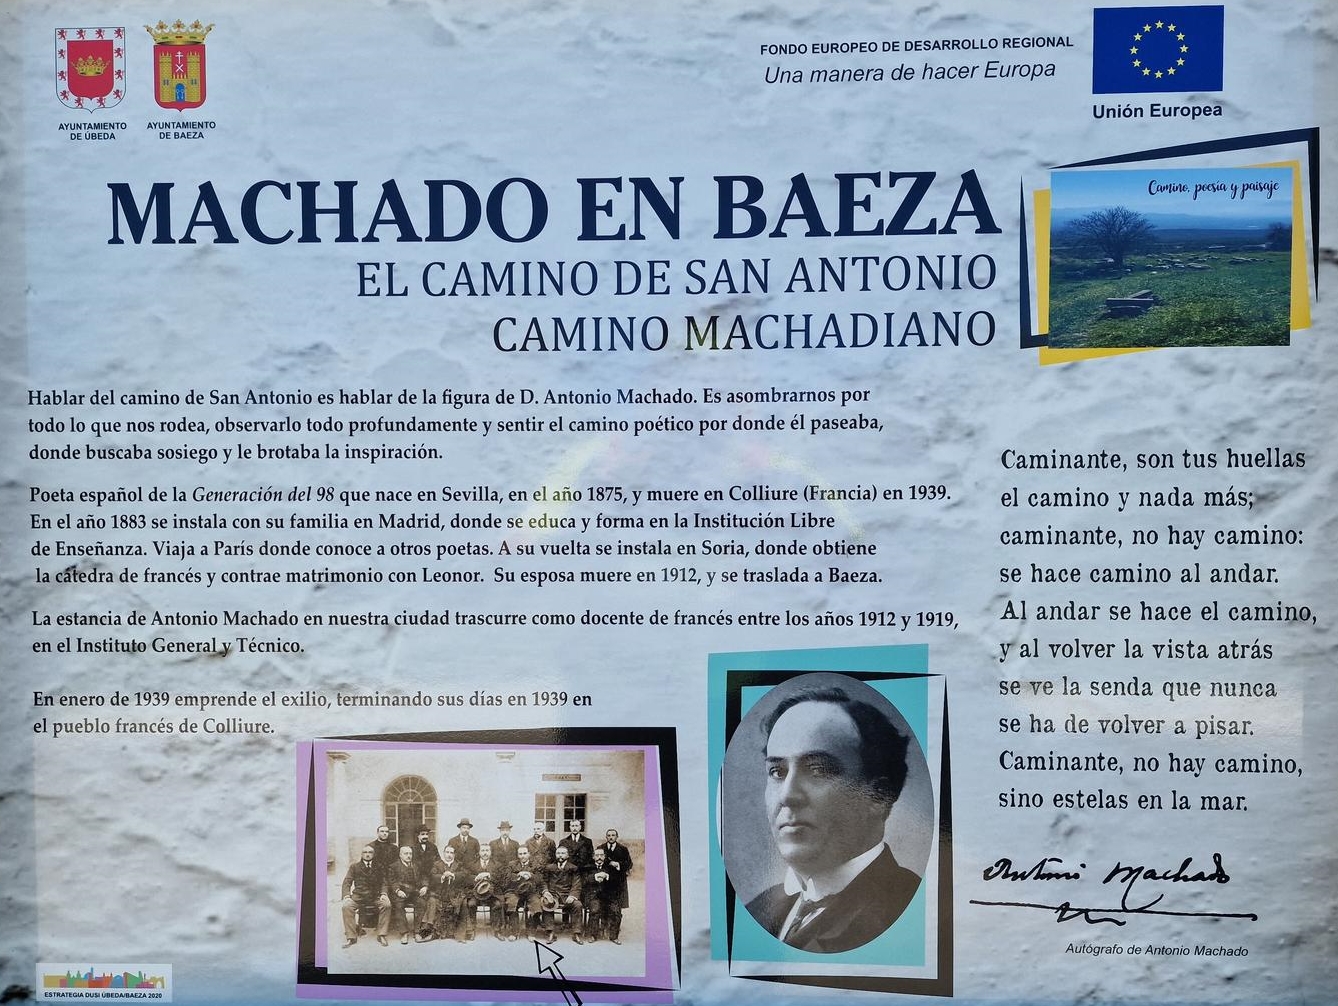 AYUNTAMIENTO
DE ÚBEDA
AYUNTAMIENTO
DE BAEZA
FONDO EUROPEO DE DESARROLLO REGIONAL
Una manera de hacer Europa
Unión Europea
MACHADO EN BAEZA
EL CAMINO DE SAN ANTONIO
CAMINO MACHADIANO
Camino, poesía y paisaje
Hablar del camino de San Antonio es hablar de la figura de D. Antonio Machado. Es asombrarnos por
todo lo que nos rodea, observarlo todo profundamente y sentir el camino poético por donde él paseaba,
donde buscaba sosiego y le brotaba la inspiración.
Poeta español de la Generación del 98 que nace en Sevilla, en el año 1875, y muere en Colliure (Francia) en 1939.
En el año 1883 se instala con su familia en Madrid, donde se educa y forma en la Institución Libre
de Enseñanza. Viaja a París donde conoce a otros poetas. A su vuelta se instala en Soria, donde obtiene
la cátedra de francés y contrae matrimonio con Leonor. Su esposa muere en 1912, y se traslada a Baeza.
La estancia de Antonio Machado en nuestra ciudad trascurre como docente de francés entre los años 1912 y 1919,
en el Instituto General y Técnico.
En enero de 1939 emprende el exilio, terminando sus días en 1939 en
el pueblo francés de Colliure.
Caminante, son tus huellas
el camino y nada más;
caminante, no hay camino:
se hace camino al andar.
Al andar se hace el camino,
y al volver la vista atrás
se ve la senda que nunca
se ha de volver a pisar.
Caminante, no hay camino,
sino estelas en la mar.
Antonio Machado
Autógrafo de Antonio Machado
ESTRATEGIA DUSI ÚBEDA/BAEZA 2020